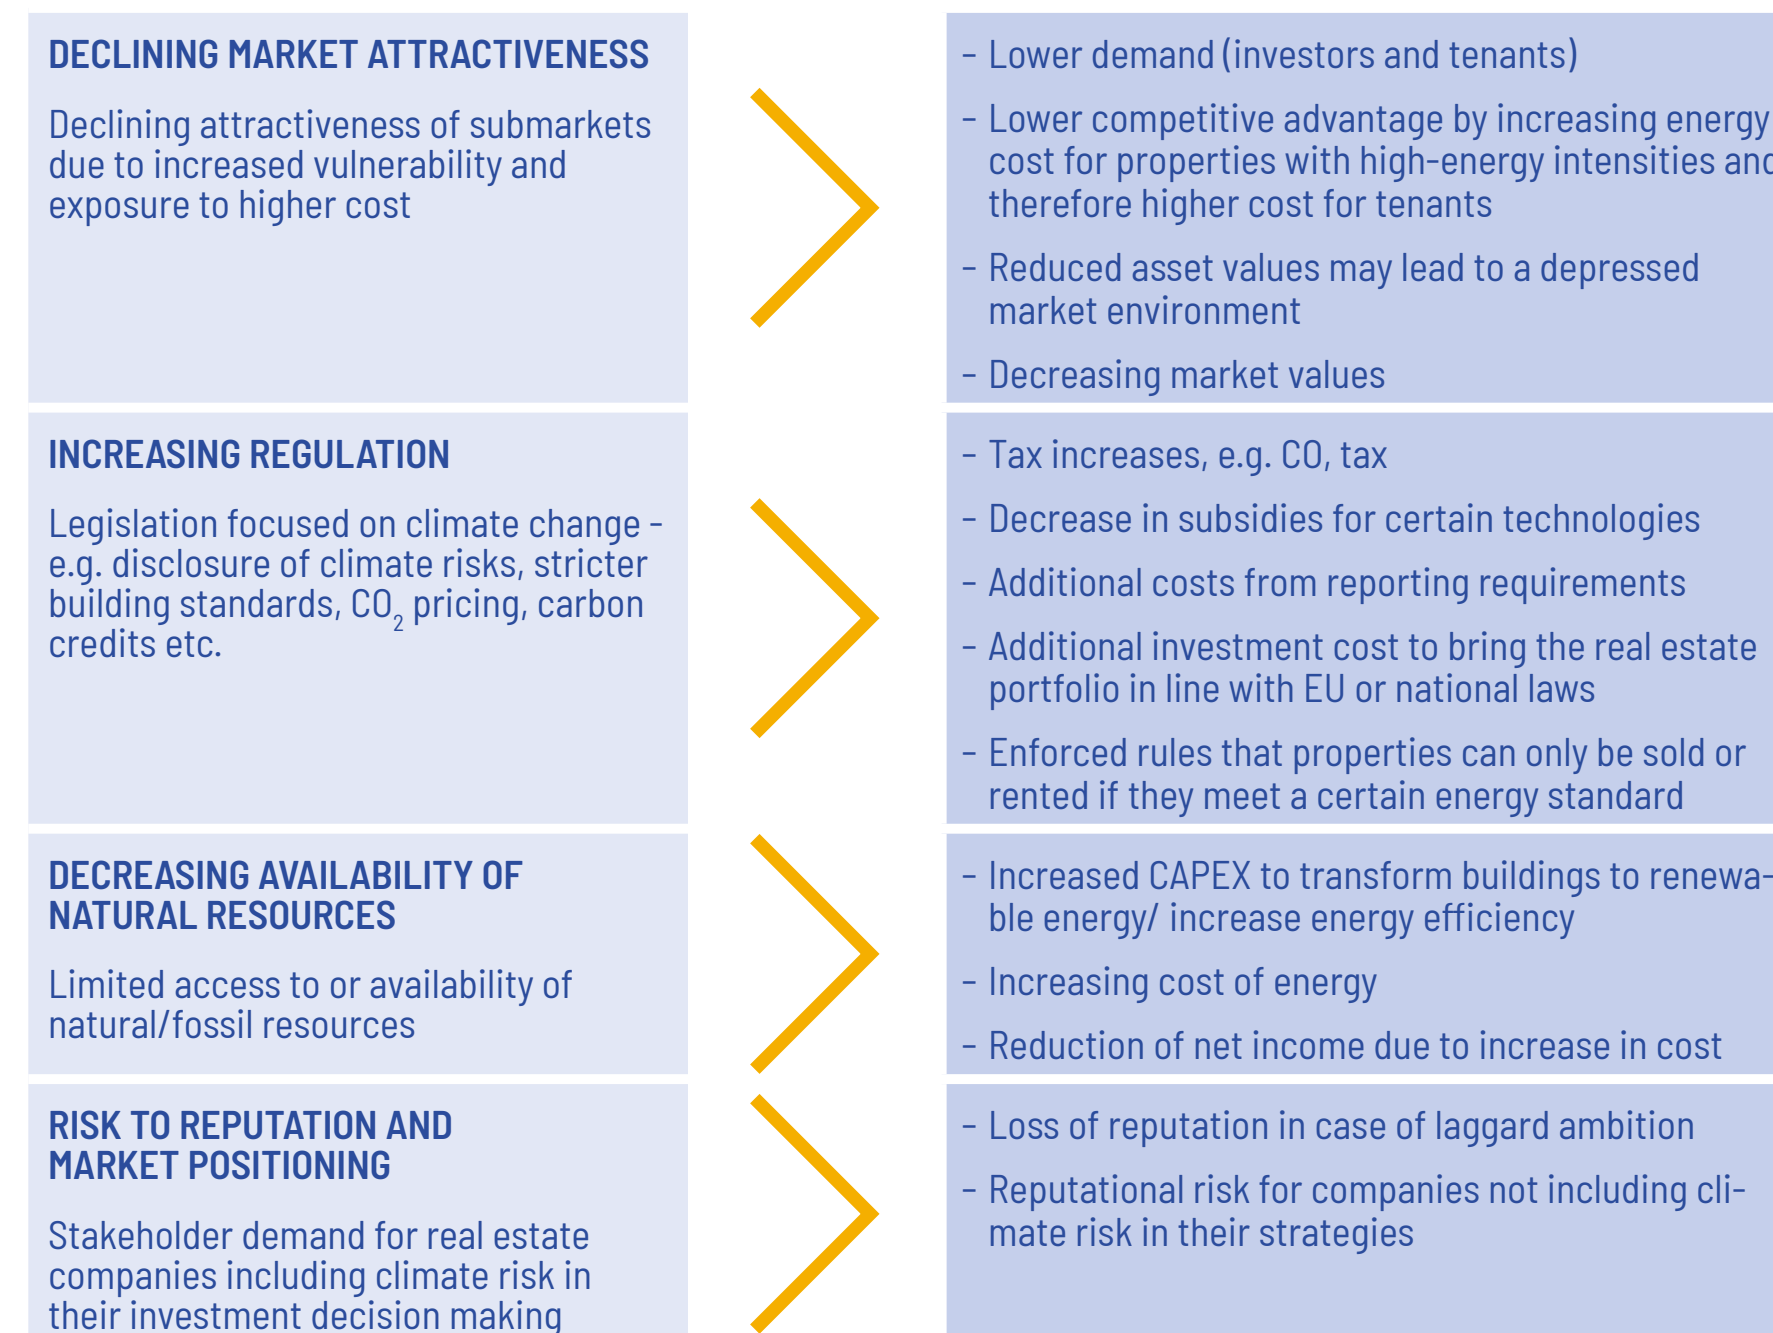 DECLINING MARKET ATTRACTIVENESS
Declining attractiveness of submarkets
due to increased vulnerability and
exposure to higher cost
- Lower demand (investors and tenants)
- Lower competitive advantage by increasing energy
cost for properties with high-energy intensities and
therefore higher cost for tenants
- Reduced asset values may lead to a depressed
market environment
- Decreasing market values
INCREASING REGULATION
Legislation focused on climate change -
e.g. disclosure of climate risks, stricter
building standards, CO₂ pricing, carbon
credits etc.
- Tax increases, e.g. CO, tax
- Decrease in subsidies for certain technologies
- Additional costs from reporting requirements
- Additional investment cost to bring the real estate
portfolio in line with EU or national laws
- Enforced rules that properties can only be sold or
rented if they meet a certain energy standard
DECREASING AVAILABILITY OF
NATURAL RESOURCES
Limited access to or availability of
natural/fossil resources
- Increased CAPEX to transform buildings to renewa-
ble energy/ increase energy efficiency
- Increasing cost of energy
- Reduction of net income due to increase in cost
RISK TO REPUTATION AND
MARKET POSITIONING
Stakeholder demand for real estate
companies including climate risk in
their investment decision making
- Loss of reputation in case of laggard ambition
- Reputational risk for companies not including cli-
mate risk in their strategies